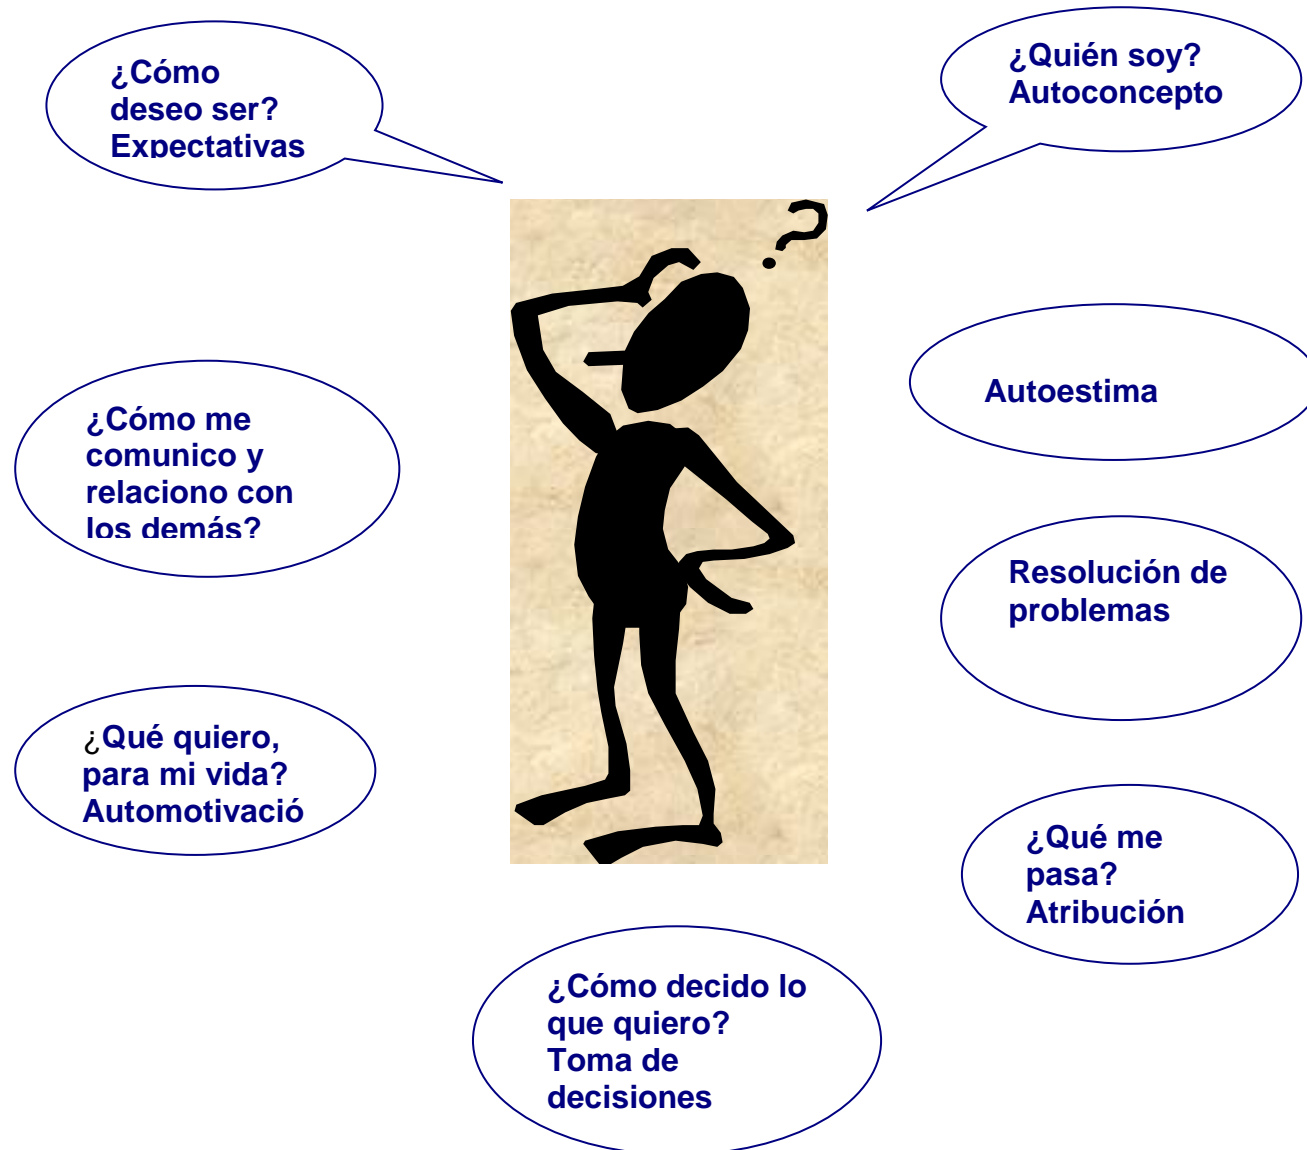 ¿Cómo
deseo ser?
Expectativas
¿Quién soy?
Autoconcepto
¿Cómo me
comunico y
relaciono con
los demás?
Autoestima
Resolución de
problemas
¿Qué quiero,
para mi vida?
Automotivació
¿Qué me
pasa?
Atribución
¿Cómo decido lo
que quiero?
Toma de
decisiones
?